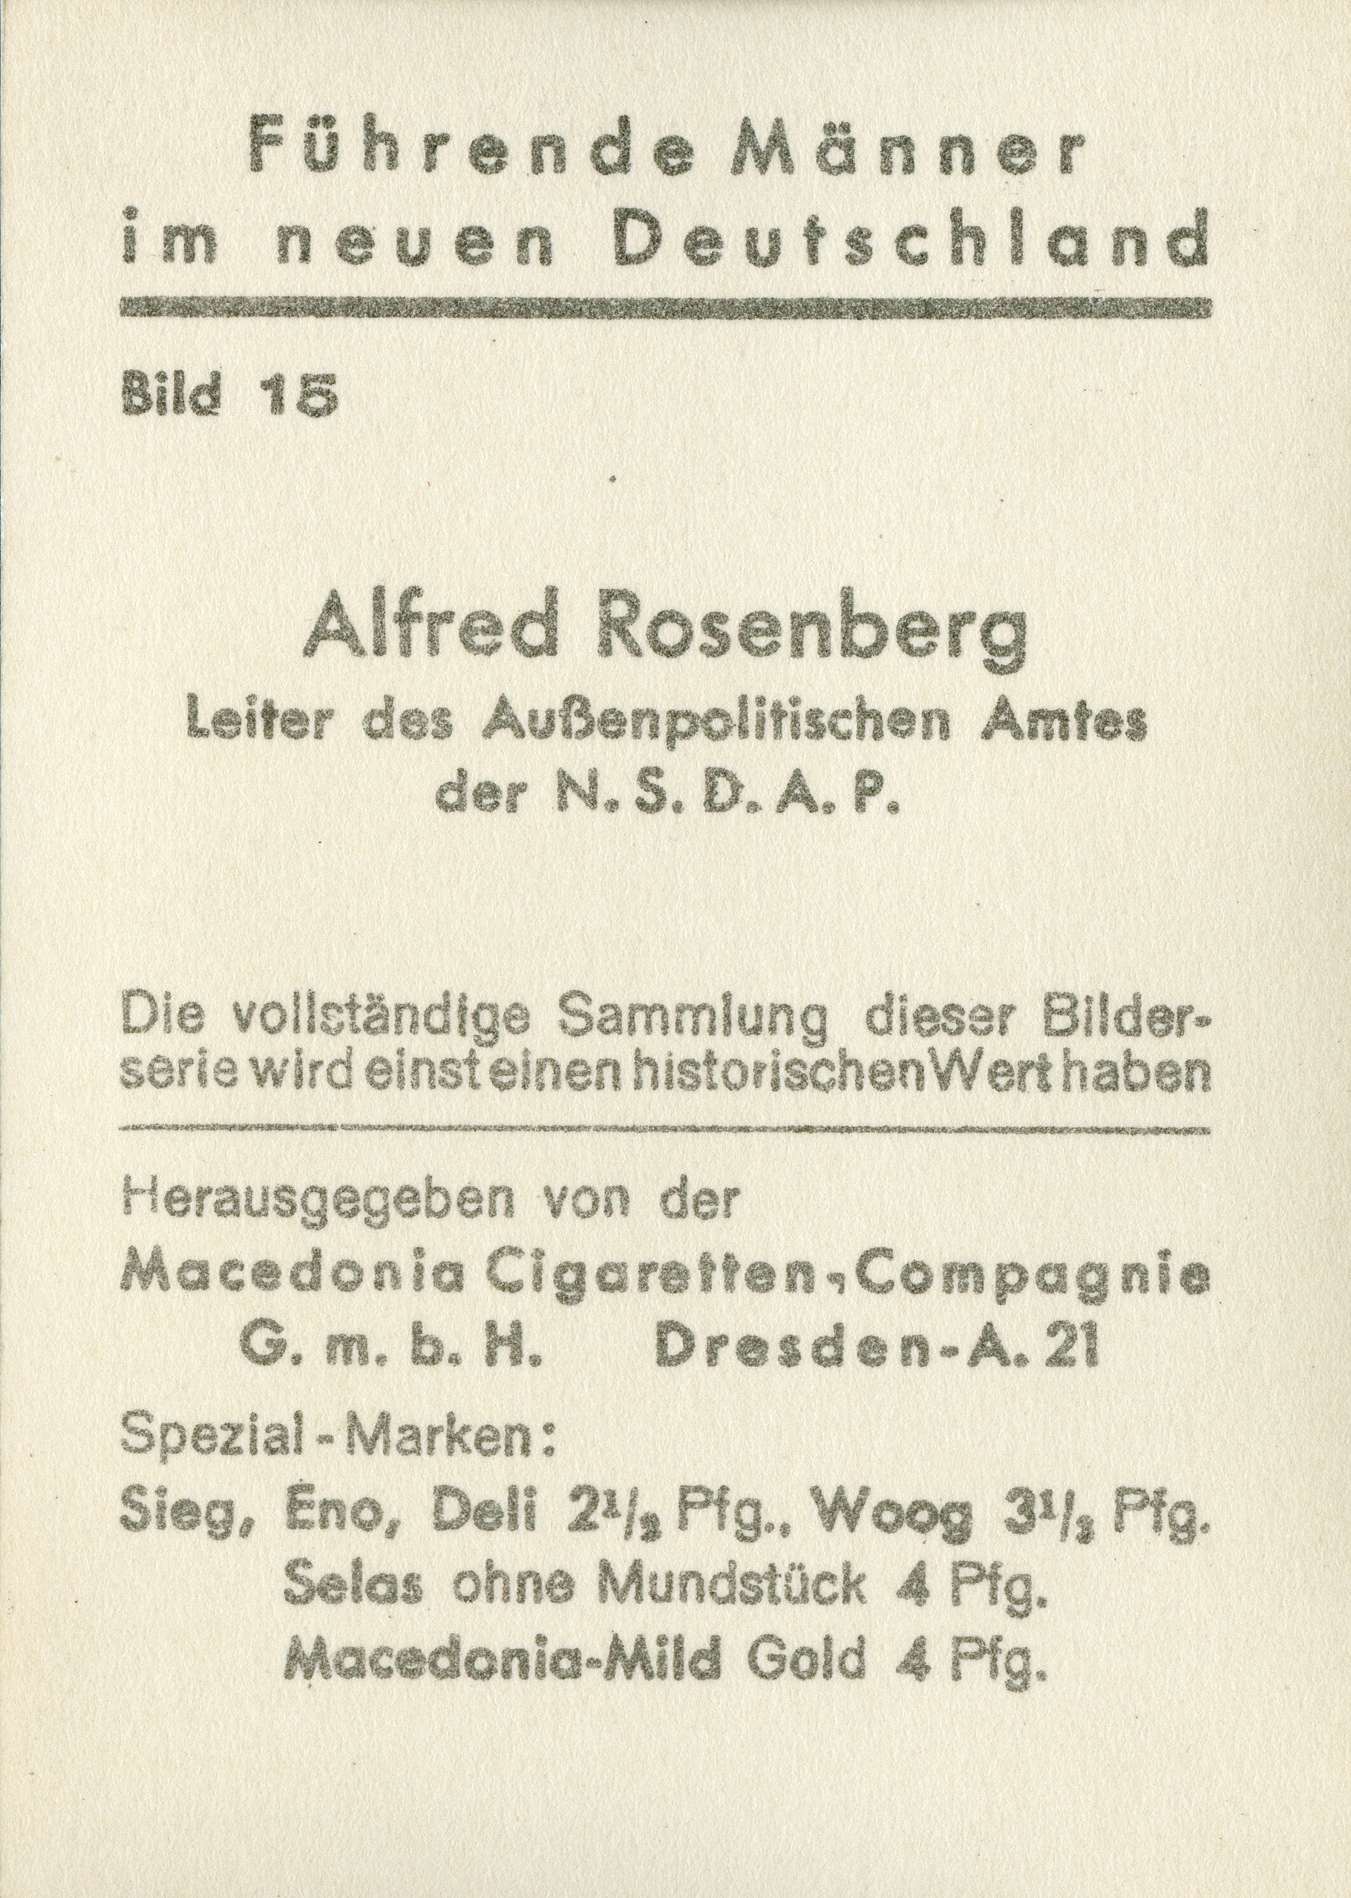 Führende Männer
im neuen Deutschland
Bild 15
Alfred Rosenberg
Leiter des Außenpolitischen Amtes
der N. S. D. A. P.
Die vollständige Sammlung dieser Bilder-
serie wird einst einen historischen Wert haben
Herausgegeben von der
Macedonia Cigaretten-Compagnie
G. m. b. H. Dresden-A. 21
Spezial-Marken:
Sieg, Eno, Deli 2½ Pfg., Woog 3⅓ Pfg.
Selas ohne Mundstück 4 Pfg.
Macedonia-Mild Gold 4 Pfg.